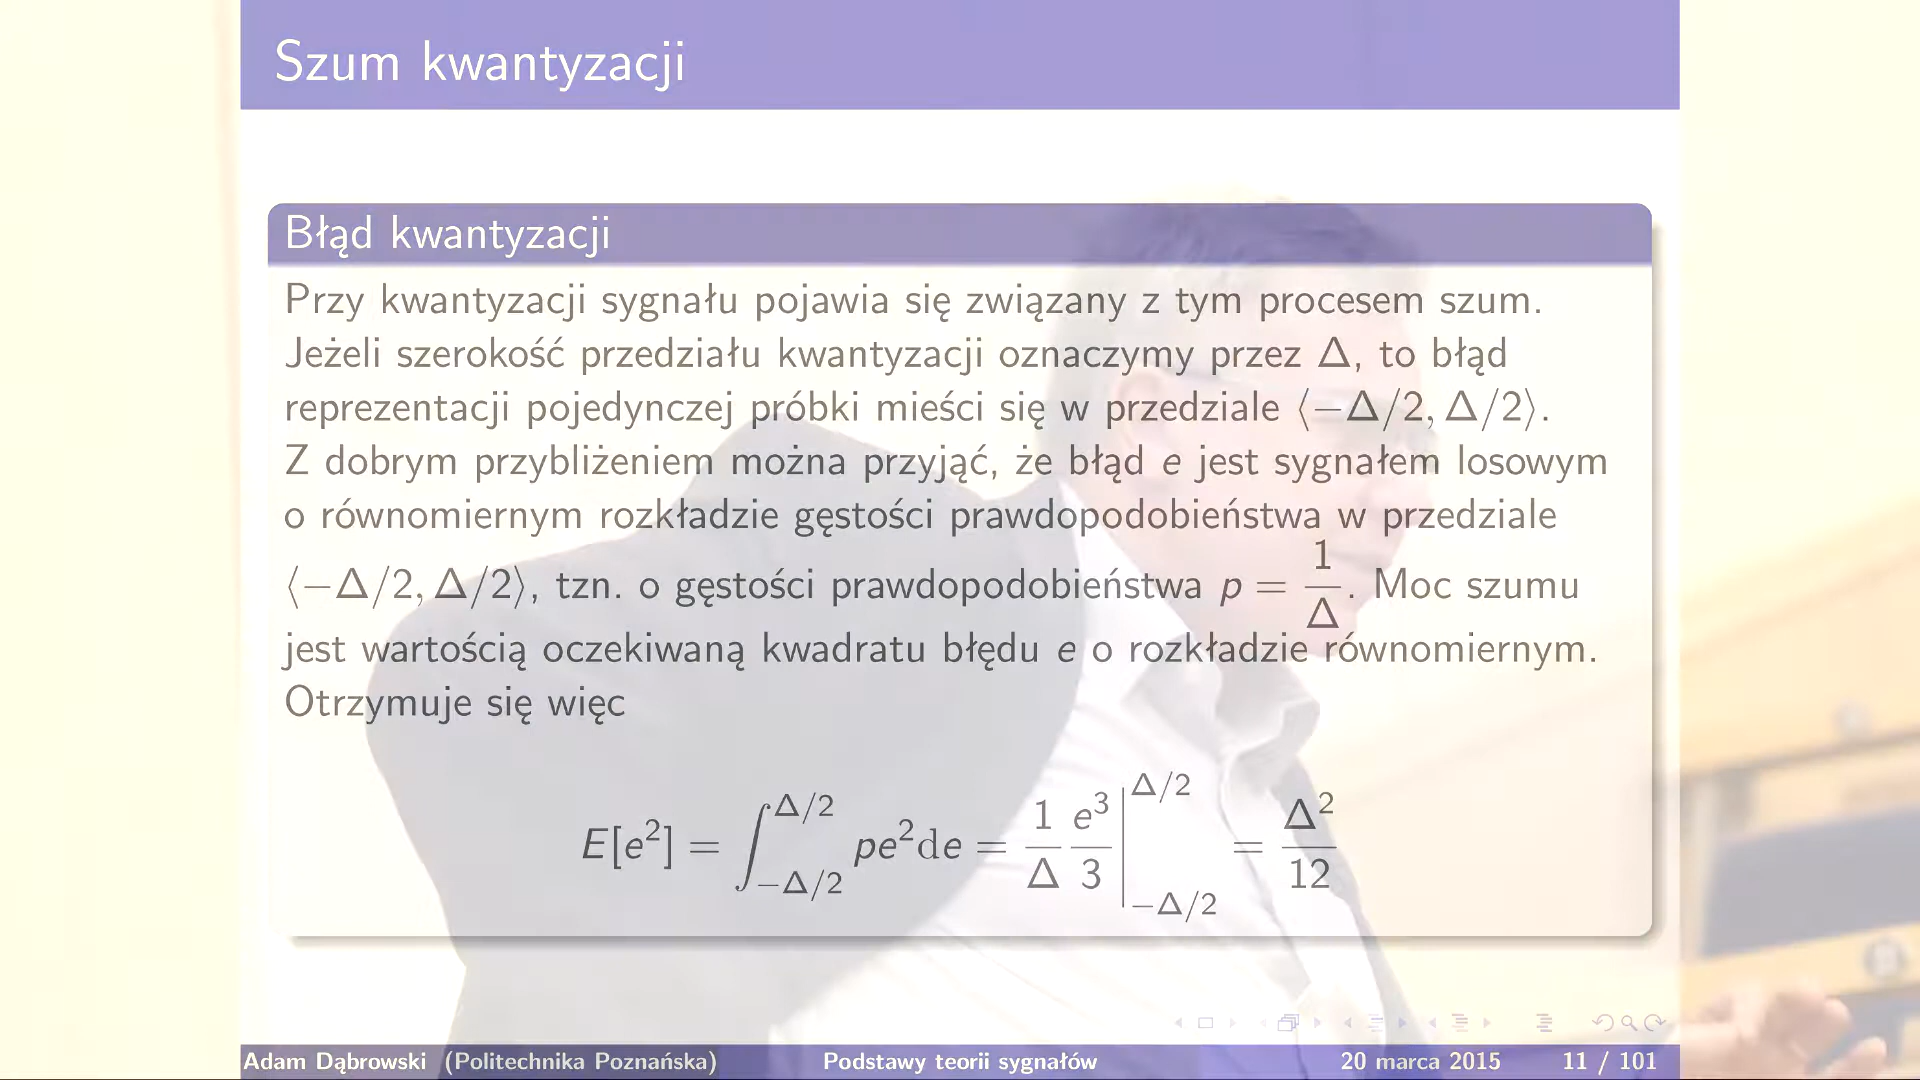 Szum kwantyzacji
Błąd kwantyzacji
Przy kwantyzacji sygnału pojawia się związany z tym procesem szum.
Jeżeli szerokość przedziału kwantyzacji oznaczymy przez Δ, to błąd
reprezentacji pojedynczej próbki mieści się w przedziale ⟨−Δ/2, Δ/2⟩.
Z dobrym przybliżeniem można przyjąć, że błąd e jest sygnałem losowym
o równomiernym rozkładzie gęstości prawdopodobieństwa w przedziale
⟨−Δ/2, Δ/2⟩, tzn. o gęstości prawdopodobieństwa p = 1/Δ. Moc szumu
jest wartością oczekiwaną kwadratu błędu e o rozkładzie równomiernym.
Otrzymuje się więc
E[e²] = ∫_{−Δ/2}^{Δ/2} pe²de = 1/Δ e³/3 |_{−Δ/2}^{Δ/2} = Δ²/12
Adam Dąbrowski (Politechnika Poznańska) Podstawy teorii sygnałów 20 marca 2015 11 / 101